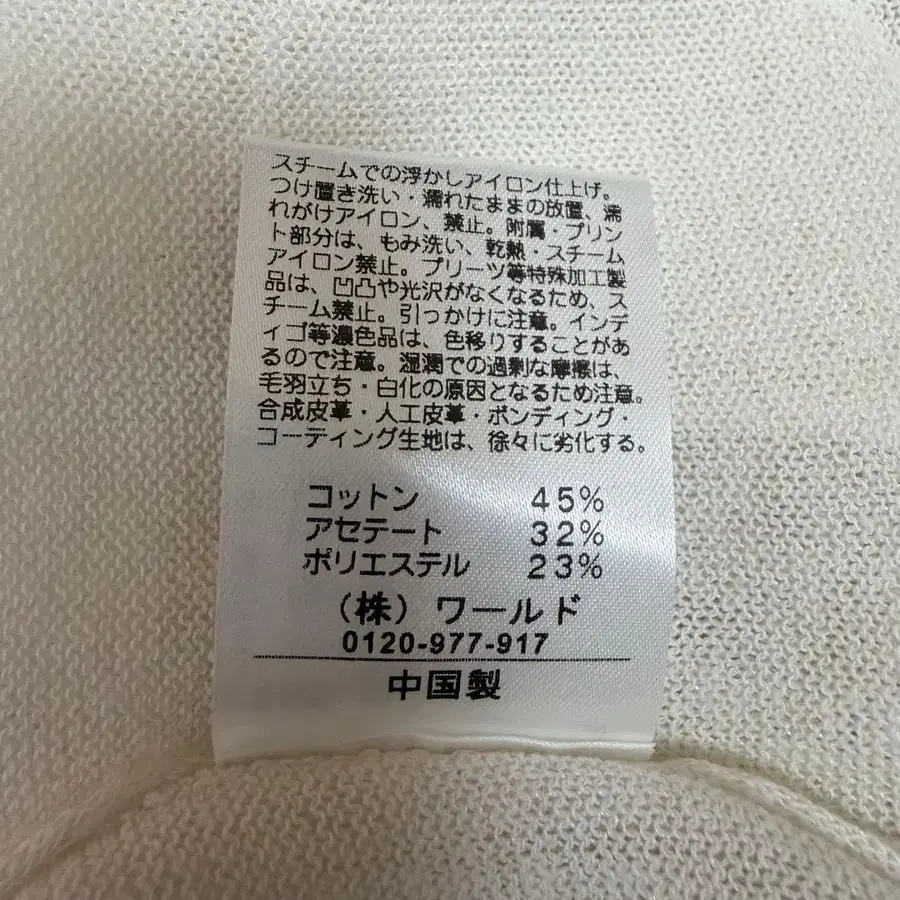 スチームでの浮かしアイロン仕上げ。
つけ置き洗い・濡れたままの放置、濡
れがけアイロン、禁止。附属・プリン
ト部分は、もみ洗い、乾熱・スチーム
アイロン禁止。プリーツ等特殊加工製
品は、凹凸や光沢がなくなるため、ス
チーム禁止。引っかけに注意。インデ
ィゴ等濃色品は、色移りすることがあ
るので注意。湿潤での過剰な摩擦は、
毛羽立ち・白化の原因となるため注意。
合成皮革・人工皮革・ボンディング・
コーティング生地は、徐々に劣化する。
コットン 45%
アセテート 32%
ポリエステル 23%
（株）ワールド
0120-977-917
中国製